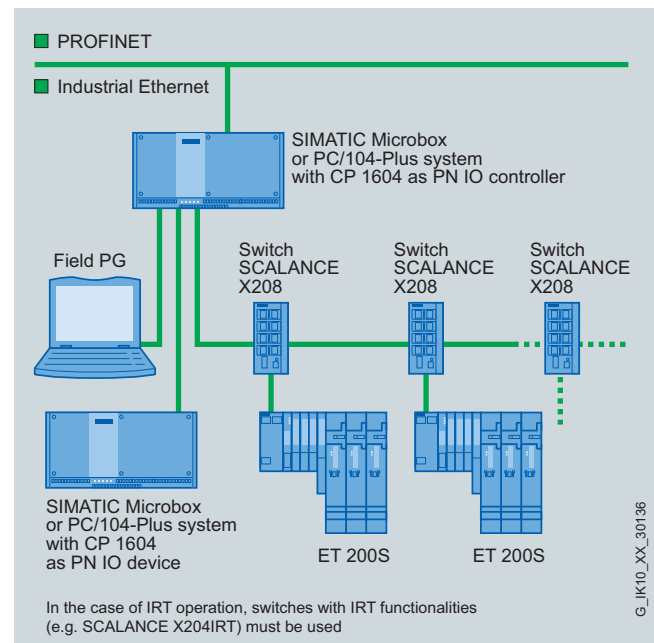 PROFINET
Industrial Ethernet
SIMATIC Microbox
or PC/104-Plus system
with CP 1604 as PN IO controller
Field PG
Switch
SCALANCE
X208
Switch
SCALANCE
X208
Switch
SCALANCE
X208
SIMATIC Microbox
or PC/104-Plus system
with CP 1604
as PN IO device
ET 200S
ET 200S
In the case of IRT operation, switches with IRT functionalities
(e.g. SCALANCE X204IRT) must be used
G_IK10_XX_30136